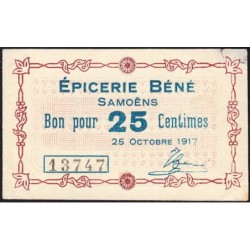 ÉPICERIE BÉNÉ
SAMOËNS
Bon pour 25 Centimes
25 OCTOBRE 1917
13747